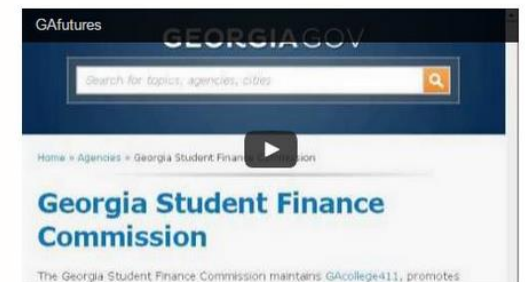 GAfutures
GEORGIAGOV
Search for topics, agencies, cities
Home » Agencies » Georgia Student Finance Commission
Georgia Student Finance
Commission
The Georgia Student Finance Commission maintains GAcollege411, promotes